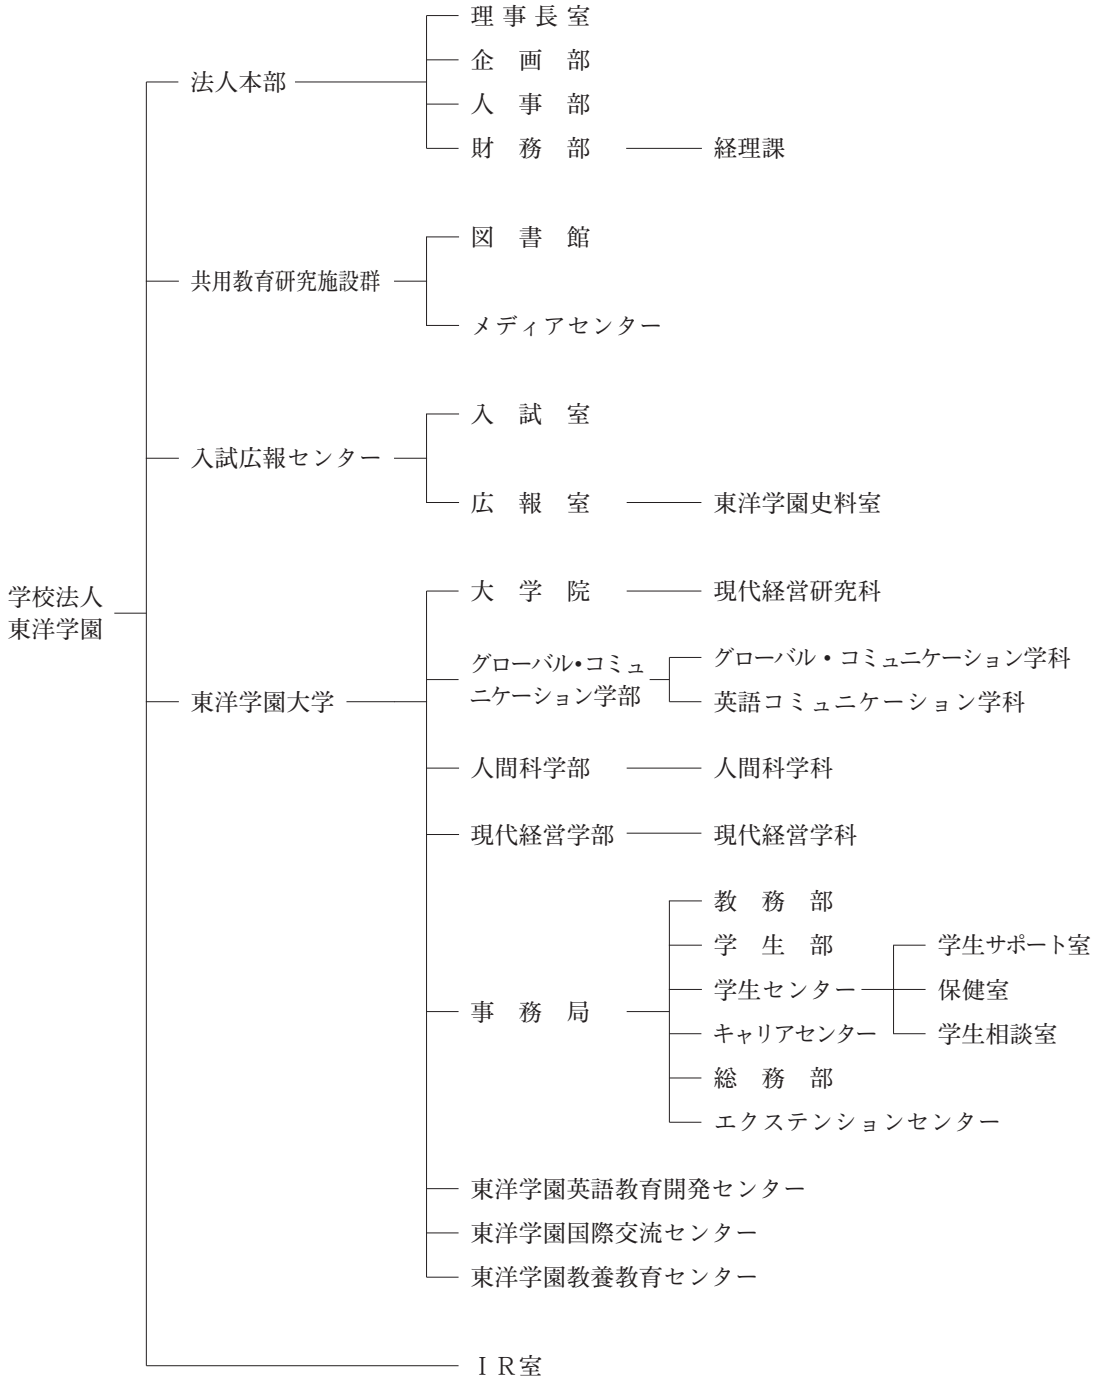 理事長室
企画部
法人本部
人事部
財務部 経理課
図書館
共用教育研究施設群
メディアセンター
入試室
入試広報センター
広報室 東洋学園史料室
学校法人
東洋学園
大学院 現代経営研究科
グローバル・コミュ
ニケーション学部
グローバル・コミュニケーション学科
英語コミュニケーション学科
東洋学園大学
人間科学部 人間科学科
現代経営学部 現代経営学科
教務部
学生部 学生サポート室
学生センター 保健室
事務局
キャリアセンター 学生相談室
総務部
エクステンションセンター
東洋学園英語教育開発センター
東洋学園国際交流センター
東洋学園教養教育センター
ＩＲ室